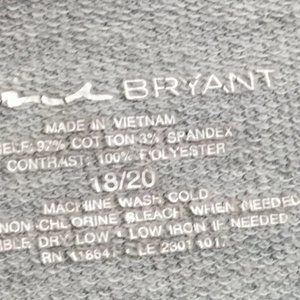 BRYANT
MADE IN VIETNAM
SELF: 97% COTTON 3% SPANDEX
CONTRAST: 100% POLYESTER
18/20
MACHINE WASH COLD
NON-CHLORINE BLEACH WHEN NEEDED
DRY LOW • LOW IRON IF NEEDED